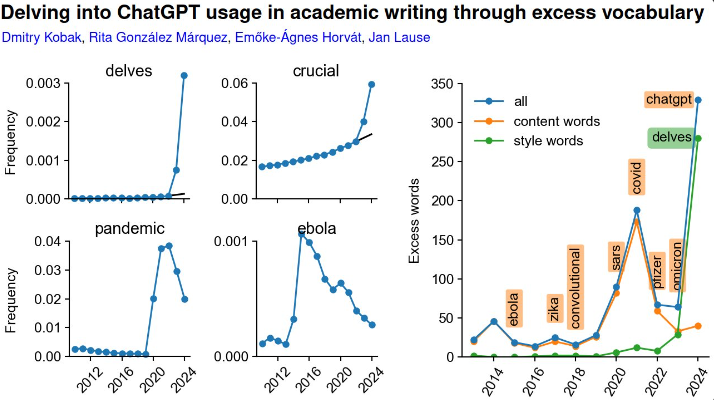 Delving into ChatGPT usage in academic writing through excess vocabulary
Dmitry Kobak, Rita González Márquez, Emőke-Ágnes Horvát, Jan Lause
delves
Frequency
0.003
0.002
0.001
0.000
crucial
0.06
0.04
0.02
0.00
pandemic
Frequency
0.04
0.03
0.02
0.01
0.00
2012
2016
2020
2024
ebola
0.001
0.000
2012
2016
2020
2024
Excess words
350
300
250
200
150
100
50
0
all
content words
style words
chatgpt
delves
covid
ebola
zika
convolutional
sars
pfizer
omicron
2014
2016
2018
2020
2022
2024